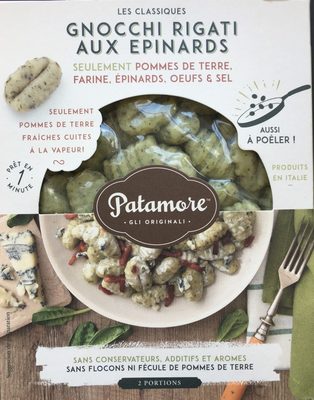 LES CLASSIQUES
GNOCCHI RIGATI
AUX EPINARDS
SEULEMENT POMMES DE TERRE,
FARINE, ÉPINARDS, OEUFS & SEL
SEULEMENT
POMMES DE TERRE
FRAÎCHES CUITES
À LA VAPEUR!
AUSSI
À POÊLER !
PRÊT EN
1
MINUTE
PRODUITS
EN ITALIE
Patamore
GLI ORIGINALI
SANS CONSERVATEURS, ADDITIFS ET AROMES
SANS FLOCONS NI FÉCULE DE POMMES DE TERRE
2 PORTIONS